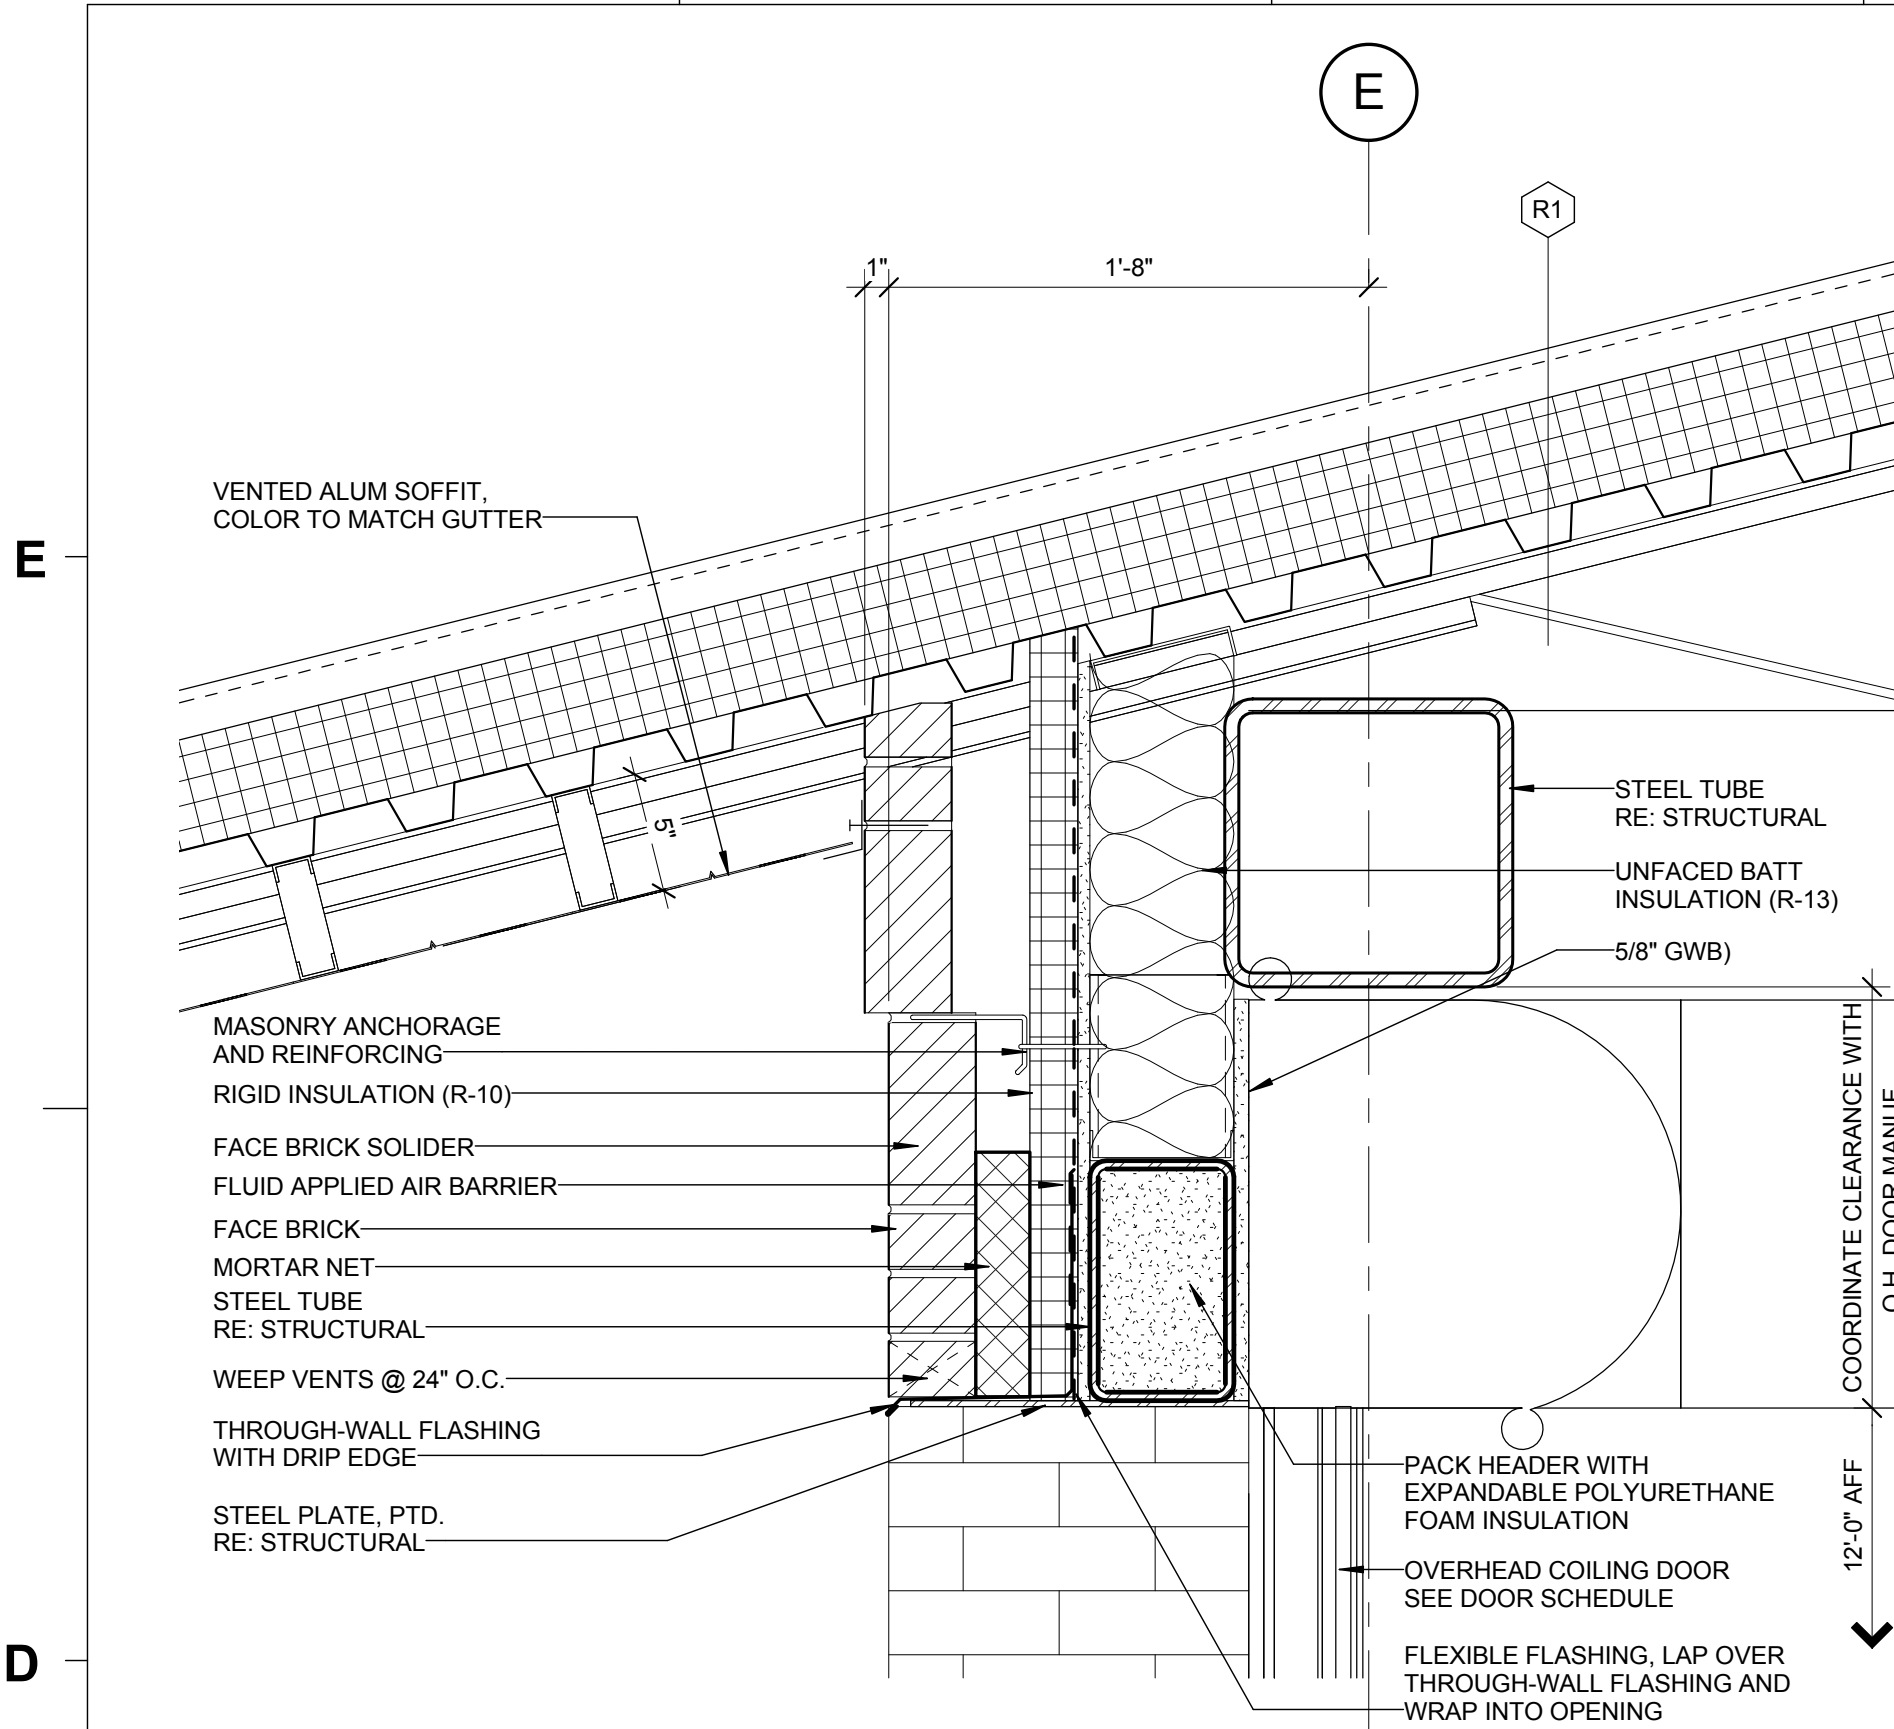 E
R1
1"
1'-8"
VENTED ALUM SOFFIT,
COLOR TO MATCH GUTTER
E
5"
STEEL TUBE
RE: STRUCTURAL
UNFACED BATT
INSULATION (R-13)
5/8" GWB)
MASONRY ANCHORAGE
AND REINFORCING
RIGID INSULATION (R-10)
FACE BRICK SOLIDER
FLUID APPLIED AIR BARRIER
FACE BRICK
MORTAR NET
STEEL TUBE
RE: STRUCTURAL
WEEP VENTS @ 24" O.C.
THROUGH-WALL FLASHING
WITH DRIP EDGE
STEEL PLATE, PTD.
RE: STRUCTURAL
COORDINATE CLEARANCE WITH
O.H. DOOR
12'-0" AFF
PACK HEADER WITH
EXPANDABLE POLYURETHANE
FOAM INSULATION
OVERHEAD COILING DOOR
SEE DOOR SCHEDULE
FLEXIBLE FLASHING, LAP OVER
THROUGH-WALL FLASHING AND
WRAP INTO OPENING
D